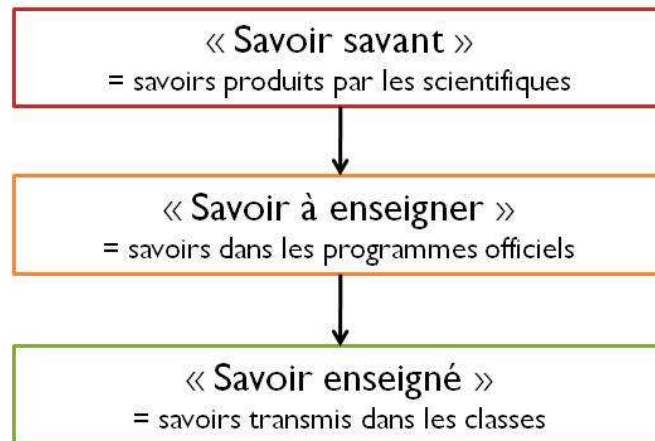 « Savoir savant »
= savoirs produits par les scientifiques
« Savoir à enseigner »
= savoirs dans les programmes officiels
« Savoir enseigné »
= savoirs transmis dans les classes